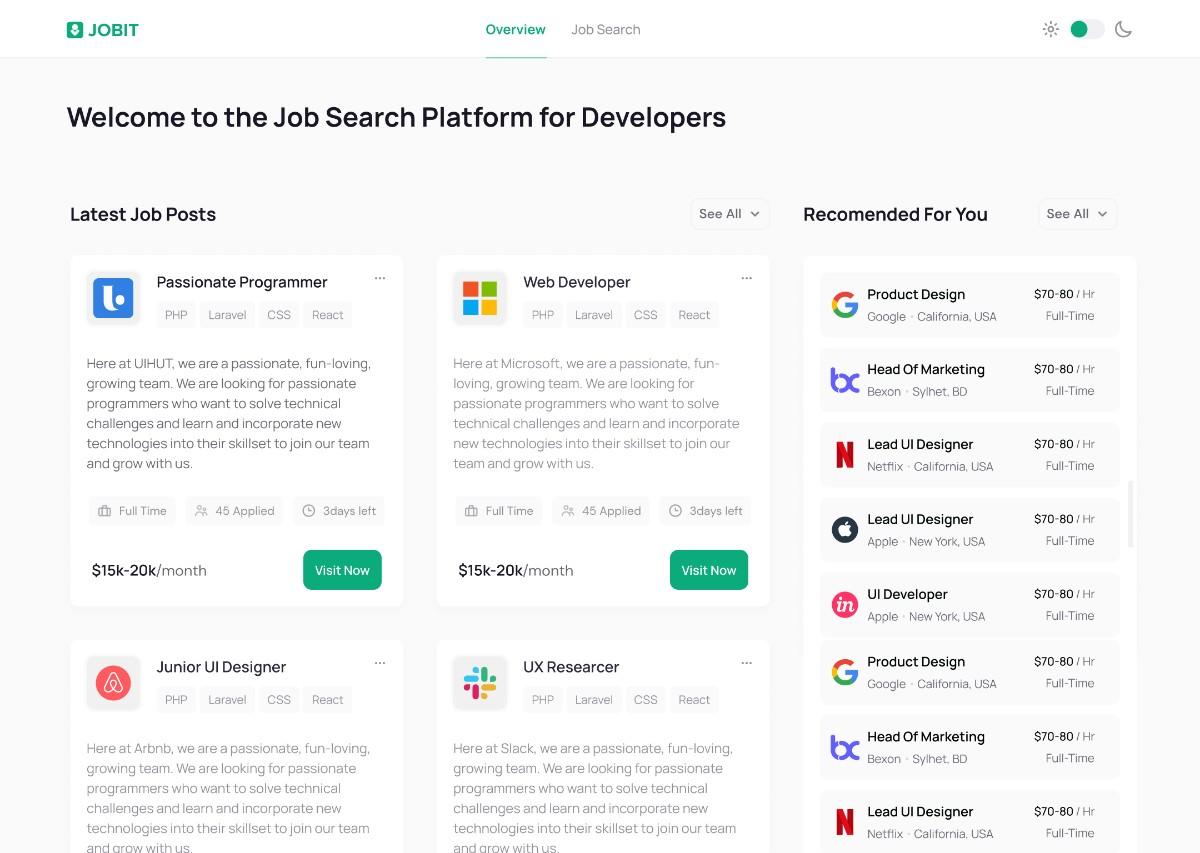 JOBIT
Overview
Job Search
Welcome to the Job Search Platform for Developers
Latest Job Posts
See All
Passionate Programmer
...
PHP Laravel CSS React
Here at UIHUT, we are a passionate, fun-loving,
growing team. We are looking for passionate
programmers who want to solve technical
challenges and learn and incorporate new
technologies into their skillset to join our team
and grow with us.
Full Time
45 Applied
3days left
$15k-20k/month
Visit Now
Web Developer
...
PHP Laravel CSS React
Here at Microsoft, we are a passionate, fun-
loving, growing team. We are looking for
passionate programmers who want to solve
technical challenges and learn and incorporate
new technologies into their skillset to join our
team and grow with us.
Full Time
45 Applied
3days left
$15k-20k/month
Visit Now
Junior UI Designer
...
PHP Laravel CSS React
Here at Arbnb, we are a passionate, fun-loving,
growing team. We are looking for passionate
programmers who want to solve technical
challenges and learn and incorporate new
technologies into their skillset to join our team
and grow with us.
UX Researcer
...
PHP Laravel CSS React
Here at Slack, we are a passionate, fun-loving,
growing team. We are looking for passionate
programmers who want to solve technical
challenges and learn and incorporate new
technologies into their skillset to join our team
and grow with us.
Recomended For You
See All
Product Design $70-80 / Hr
Google · California, USA Full-Time
Head Of Marketing $70-80 / Hr
Bexon · Sylhet, BD Full-Time
Lead UI Designer $70-80 / Hr
Netflix · California, USA Full-Time
Lead UI Designer $70-80 / Hr
Apple · New York, USA Full-Time
in
UI Developer $70-80 / Hr
Apple · New York, USA Full-Time
Product Design $70-80 / Hr
Google · California, USA Full-Time
Head Of Marketing $70-80 / Hr
Bexon · Sylhet, BD Full-Time
Lead UI Designer $70-80 / Hr
Netflix · California, USA Full-Time